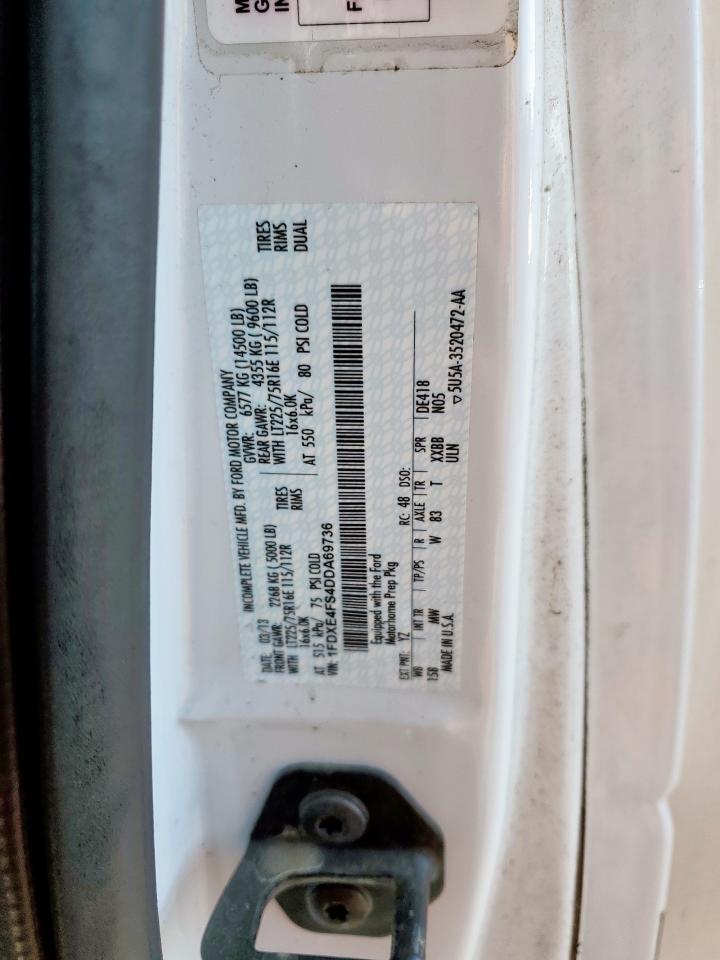 M
G
IN
F
INCOMPLETE VEHICLE MFD. BY FORD MOTOR COMPANY
DATE: 03/13 GVWR: 6577 KG (14500 LB)
FRONT GAWR: 2268 KG ( 5000 LB) REAR GAWR: 4355 KG ( 9600 LB)
WITH LT225/75R16E 115/112R TIRES WITH LT225/75R16E 115/112R TIRES
16x6.0K RIMS 16x6.0K RIMS
AT 515 kPa/ 75 PSI COLD AT 550 kPa/ 80 PSI COLD DUAL
VIN: 1FDXE4FS4DDA69736
Equipped with the Ford
Motorhome Prep Pkg
EXT PNT: YZ RC: 48 DSO:
WB INT TR TP/PS R AXLE TR SPR DE418
158 MW W 83 T XXBB N05
MADE IN U.S.A. ULN
▽5U5A-3520472-AA